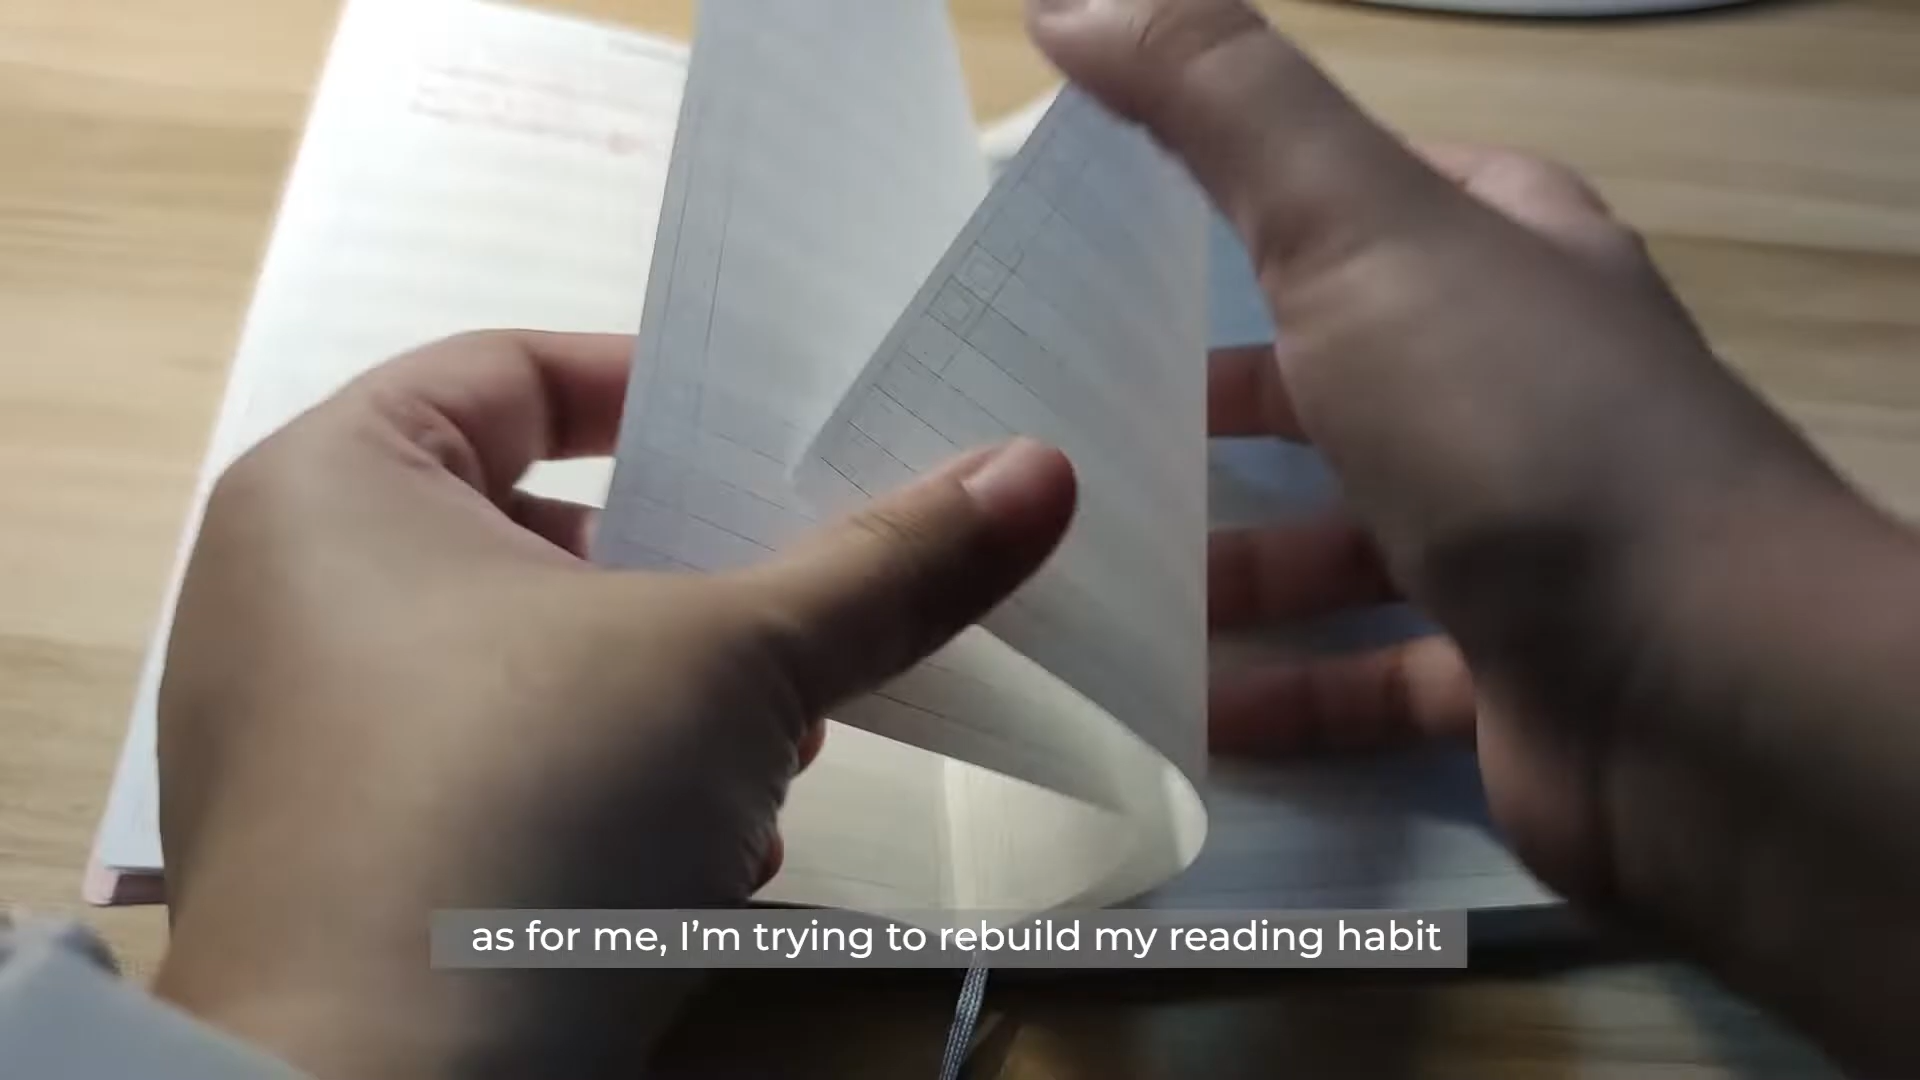 as for me, I’m trying to rebuild my reading habit